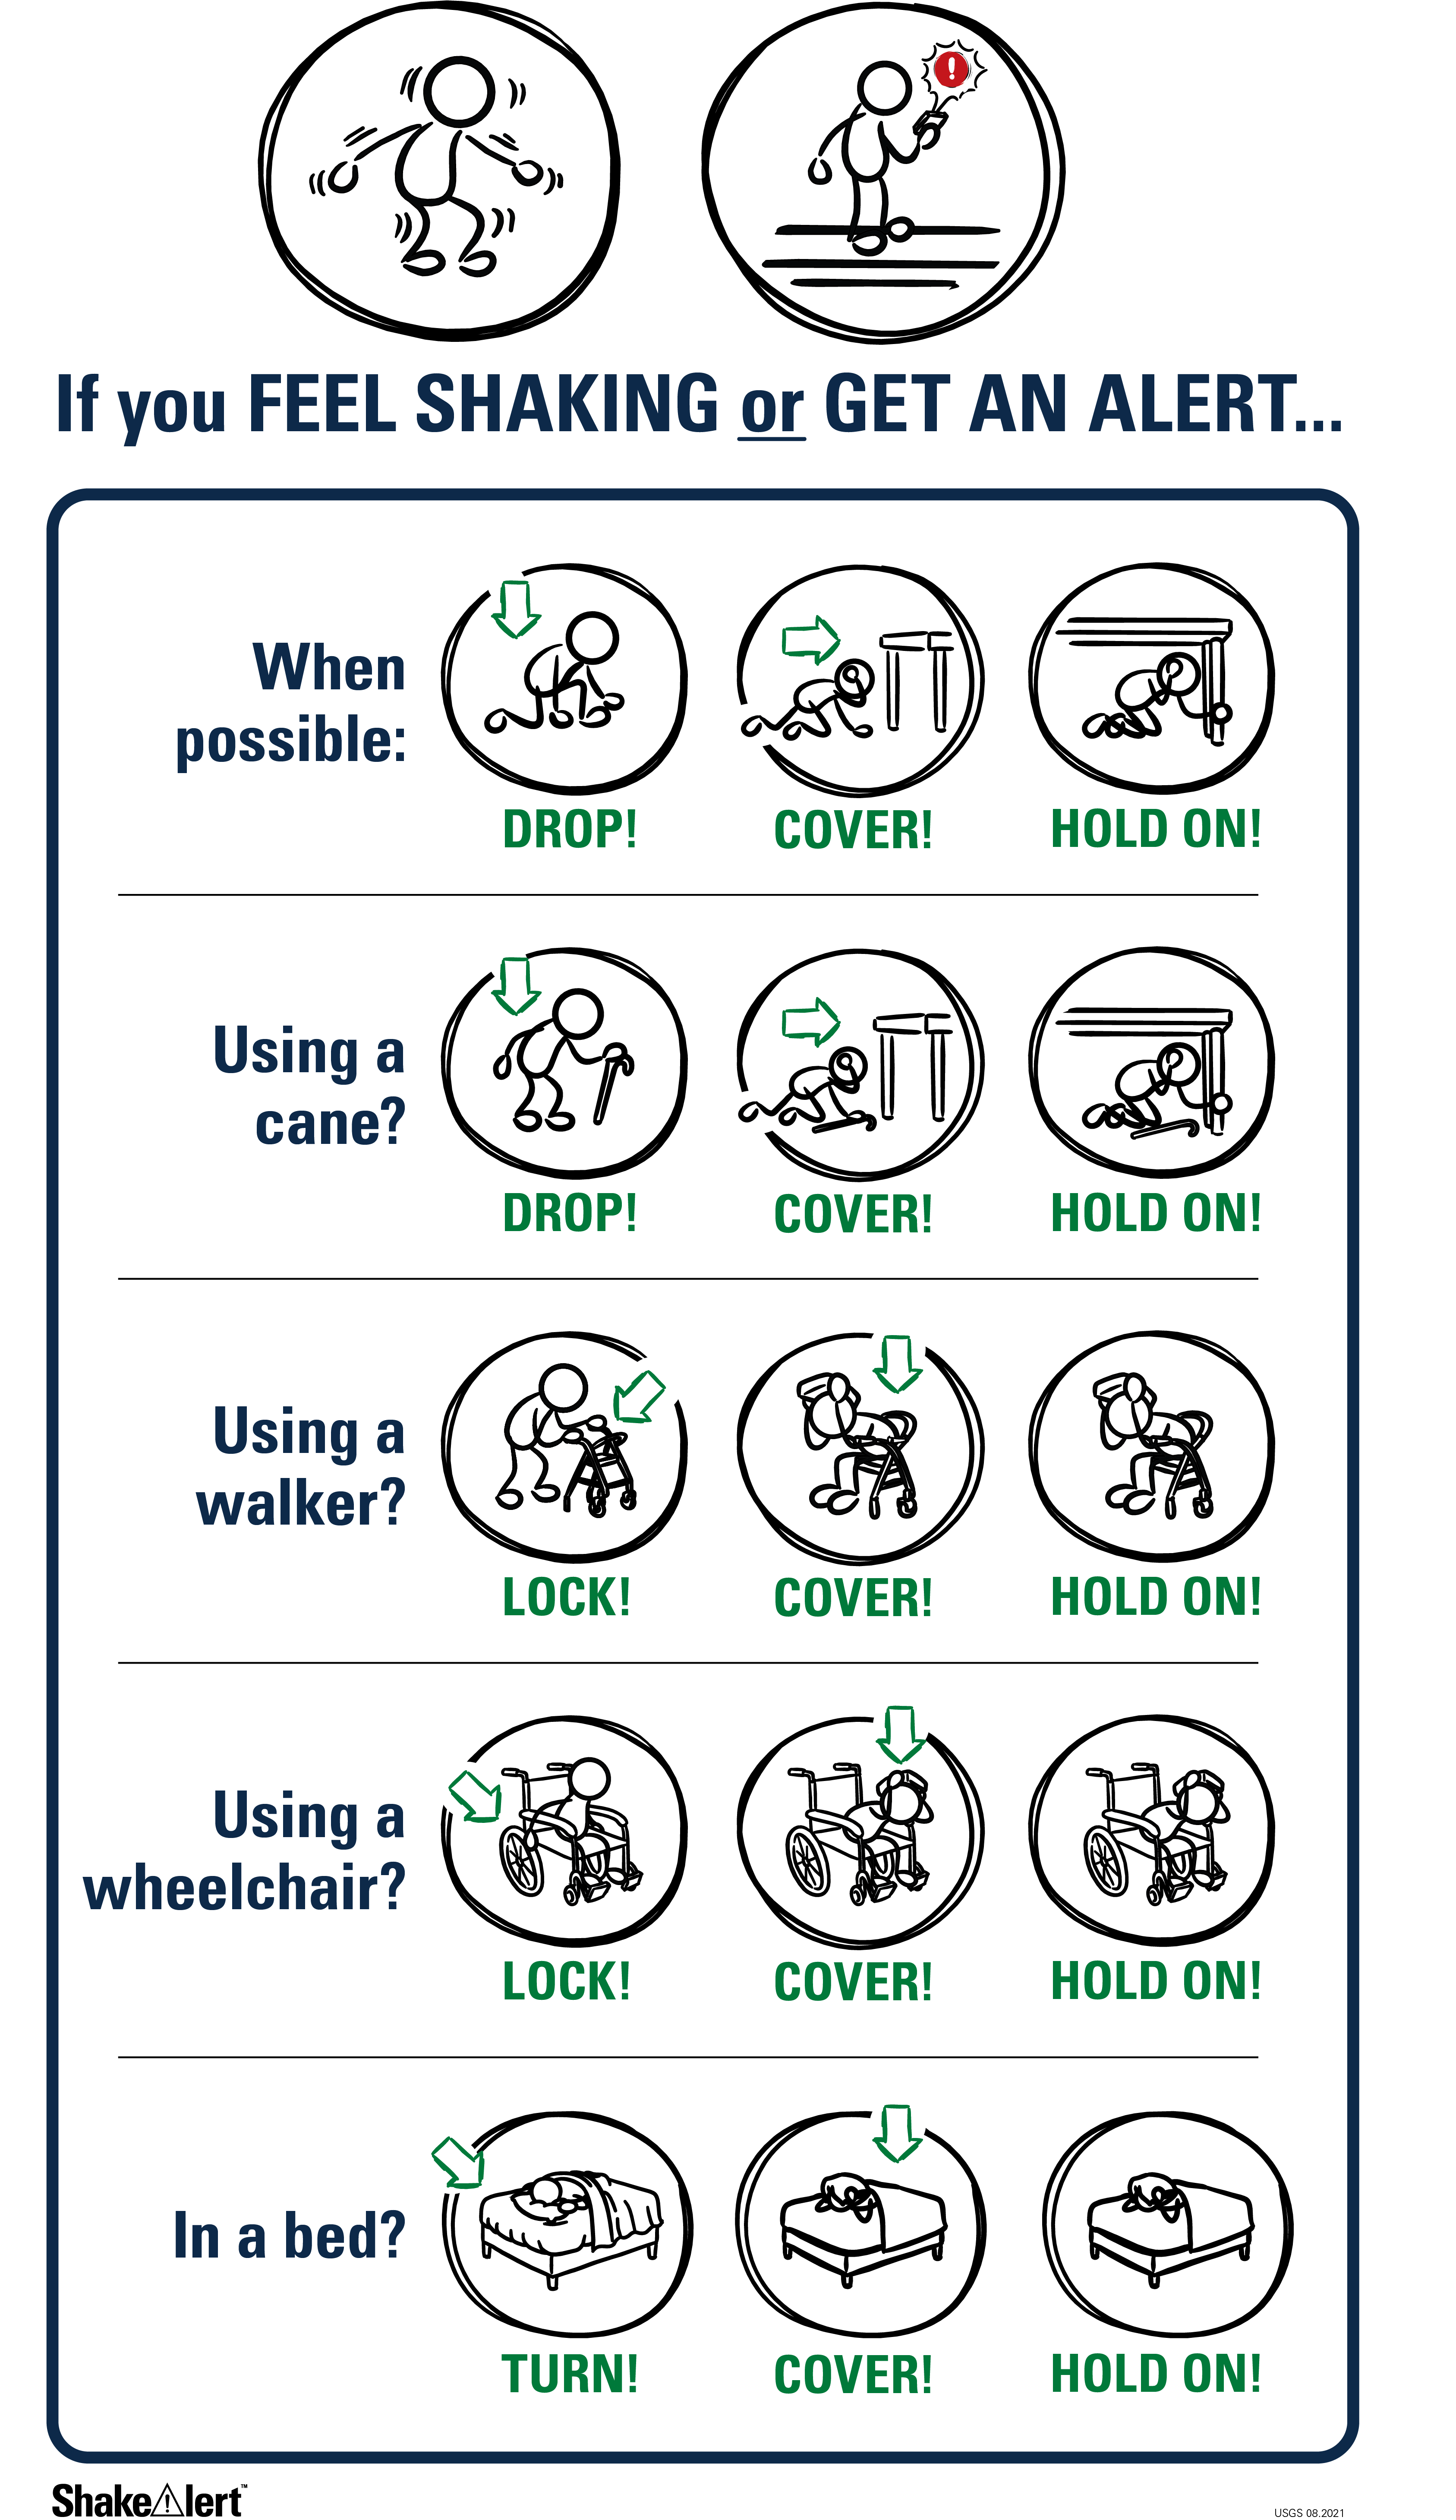 If you FEEL SHAKING or GET AN ALERT...
When
possible:
DROP!
COVER!
HOLD ON!
Using a
cane?
DROP!
COVER!
HOLD ON!
Using a
walker?
LOCK!
COVER!
HOLD ON!
Using a
wheelchair?
LOCK!
COVER!
HOLD ON!
In a bed?
TURN!
COVER!
HOLD ON!
Shake⚠lert™
USGS 08.2021